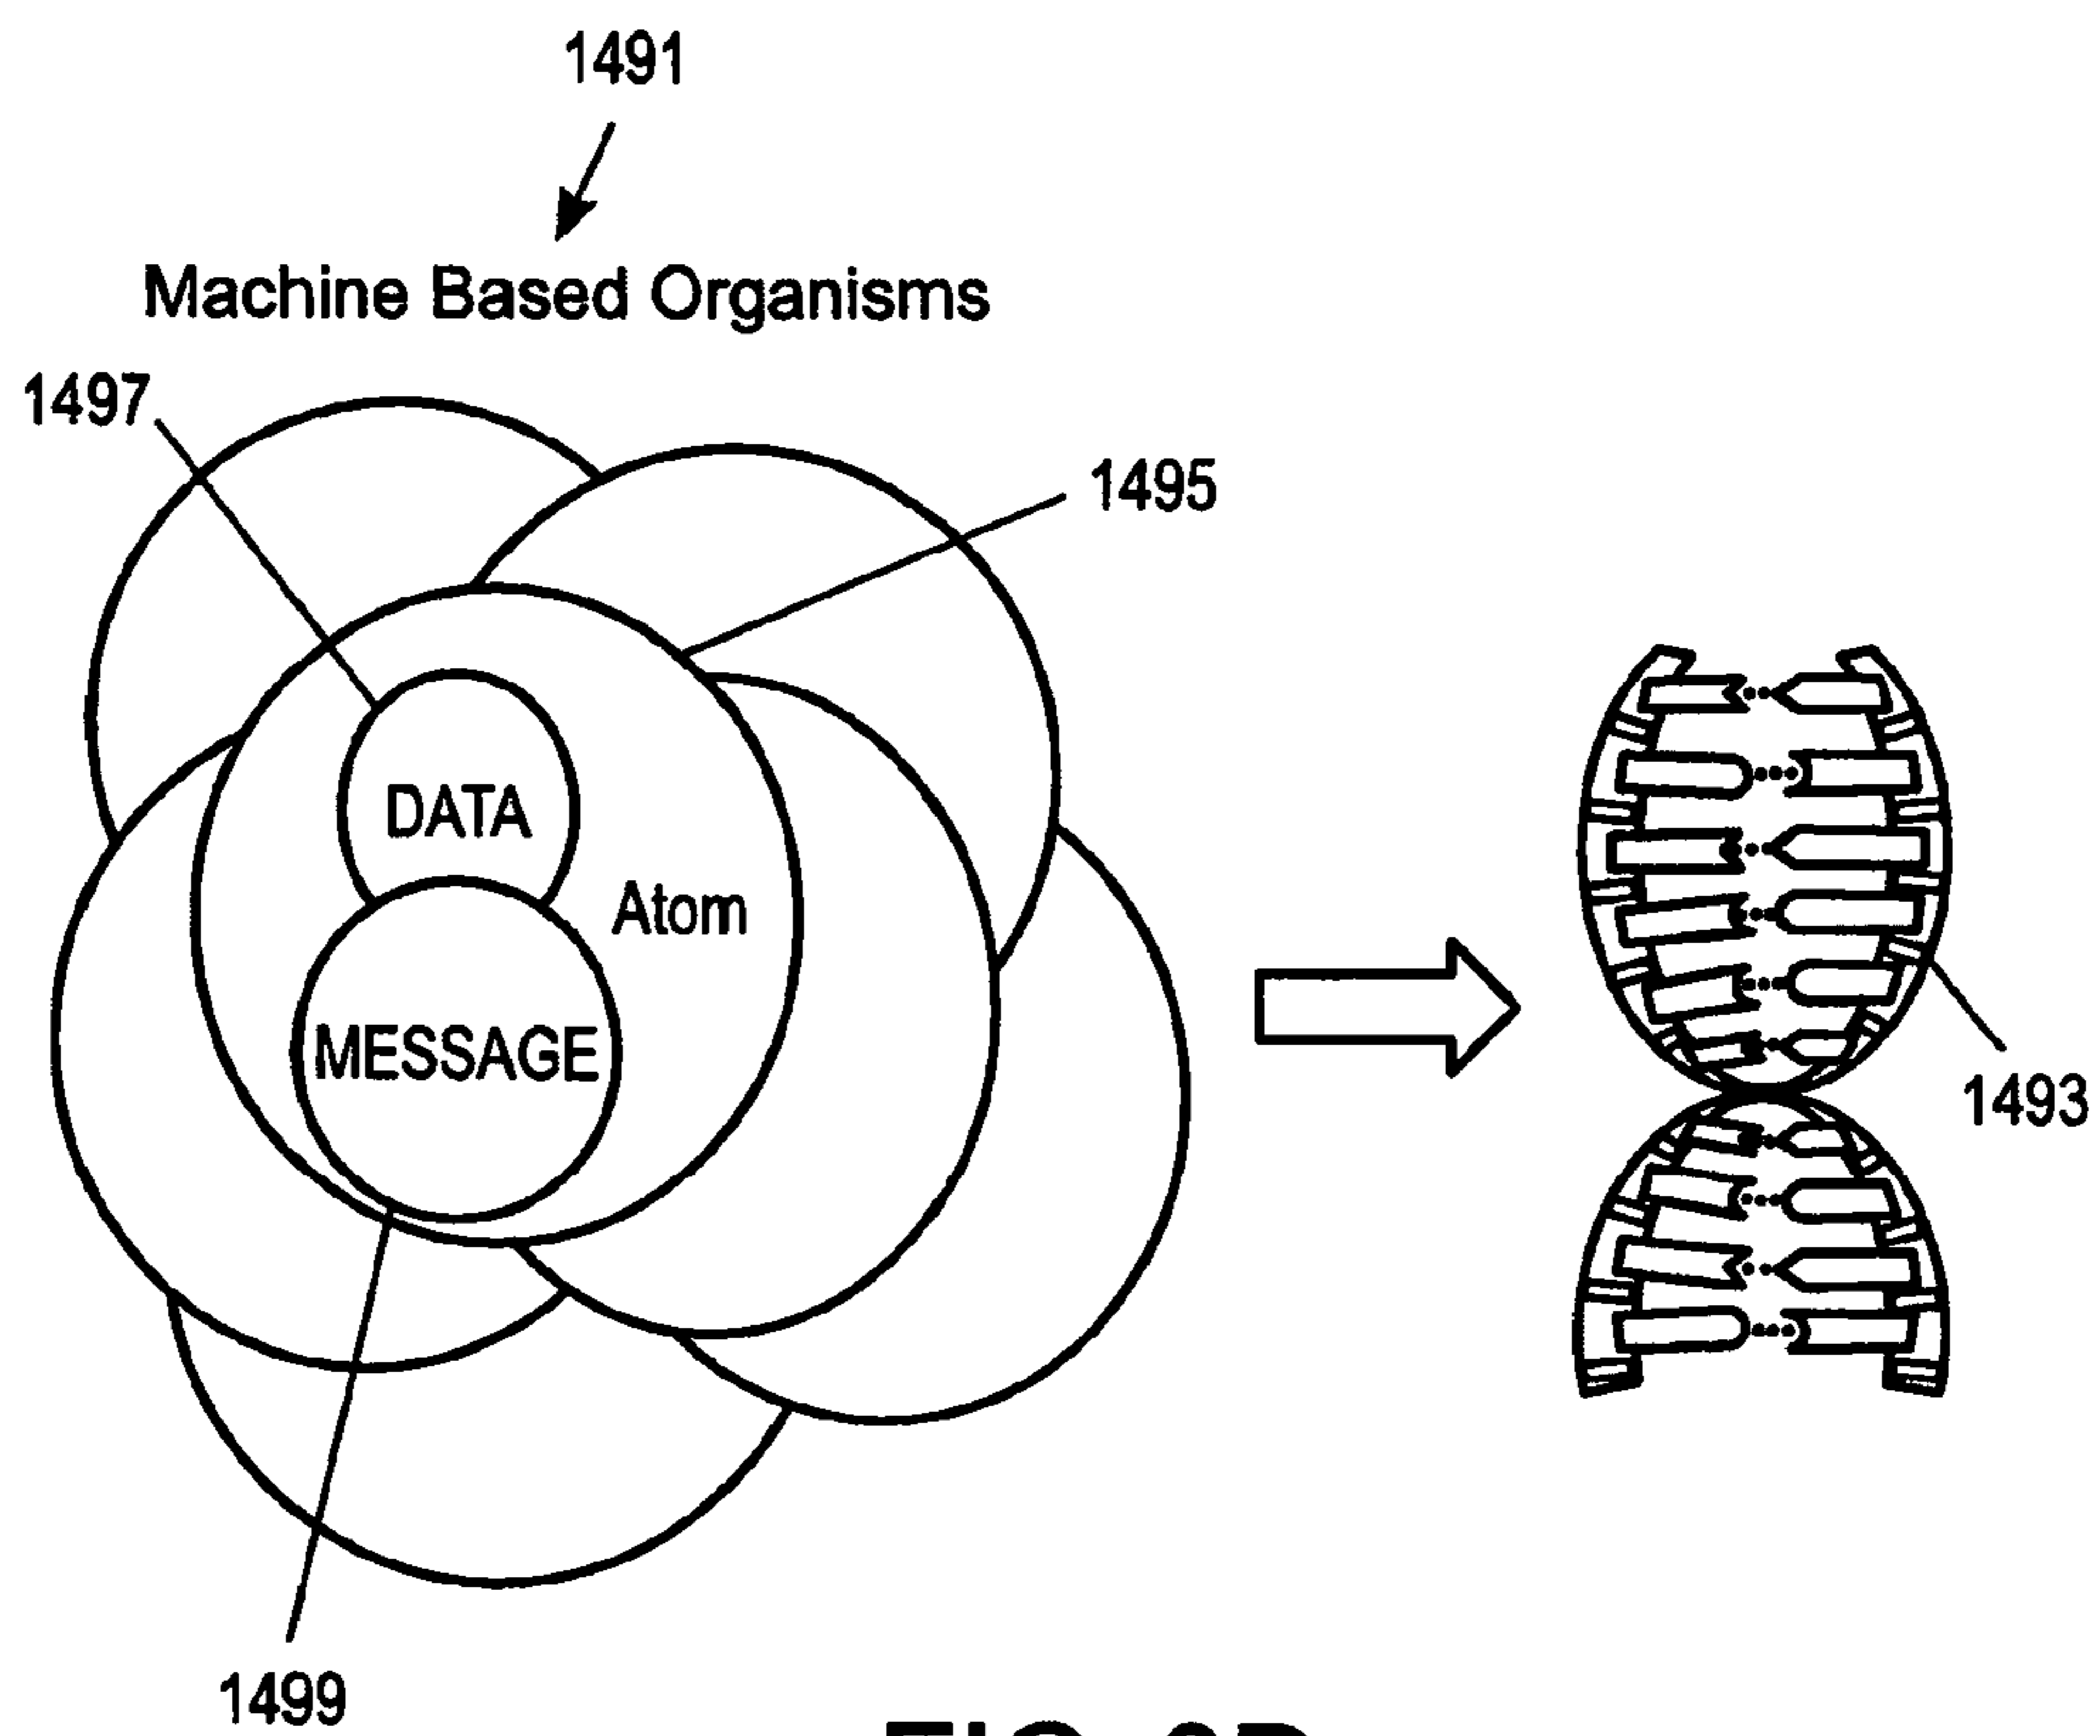 1491
Machine Based Organisms
1497
1495
DATA
Atom
MESSAGE
1493
1499